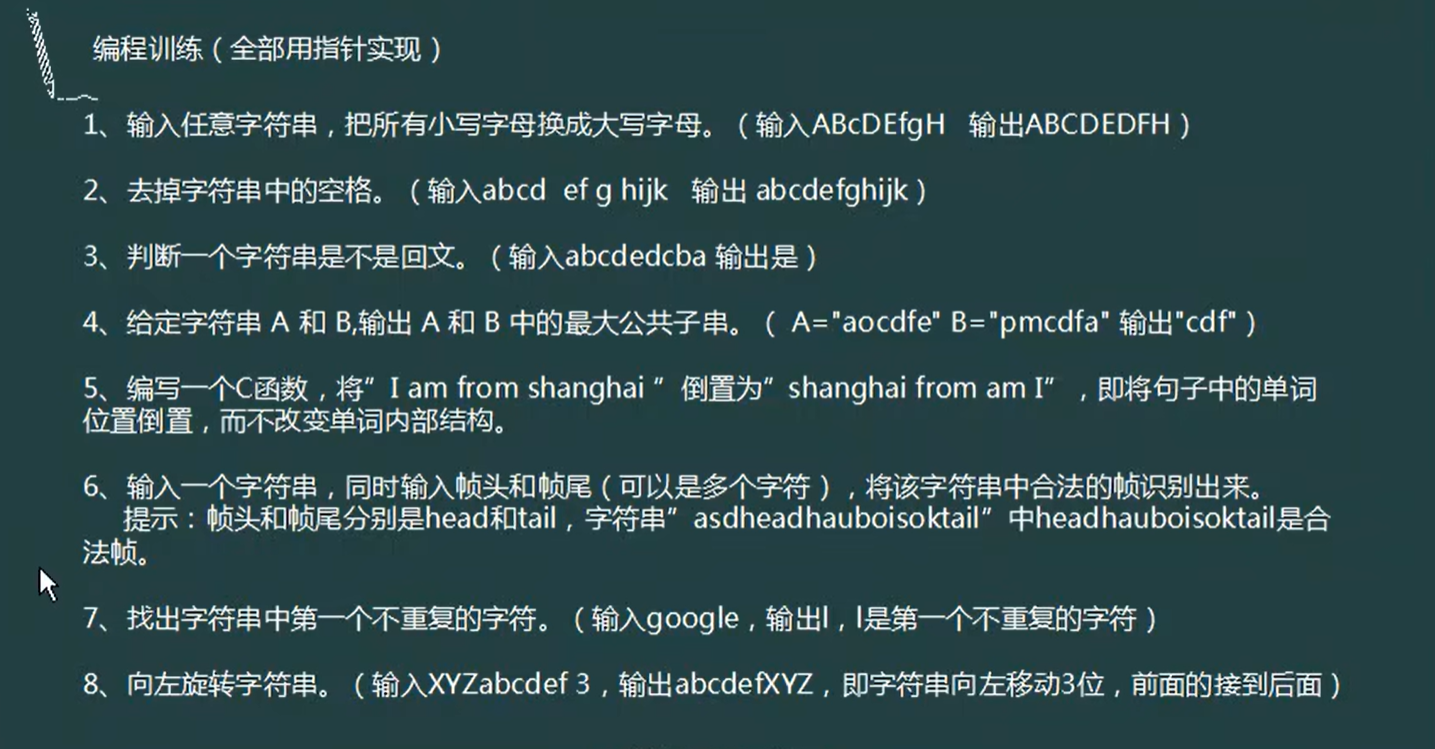 编程训练（全部用指针实现）
1、输入任意字符串，把所有小写字母换成大写字母。（输入ABcDEfgH 输出ABCDEDFH）
2、去掉字符串中的空格。（输入abcd ef g hijk 输出 abcdefghijk）
3、判断一个字符串是不是回文。（输入abcdedcba 输出是）
4、给定字符串 A 和 B,输出 A 和 B 中的最大公共子串。（ A="aocdfe" B="pmcdfa" 输出"cdf"）
5、编写一个C函数，将”I am from shanghai ”倒置为”shanghai from am I”，即将句子中的单词
位置倒置，而不改变单词内部结构。
6、输入一个字符串，同时输入帧头和帧尾（可以是多个字符），将该字符串中合法的帧识别出来。
提示：帧头和帧尾分别是head和tail，字符串”asdheadhauboisoktail”中headhauboisoktail是合
法帧。
7、找出字符串中第一个不重复的字符。（输入google，输出l，l是第一个不重复的字符）
8、向左旋转字符串。（输入XYZabcdef 3，输出abcdefXYZ，即字符串向左移动3位，前面的接到后面）